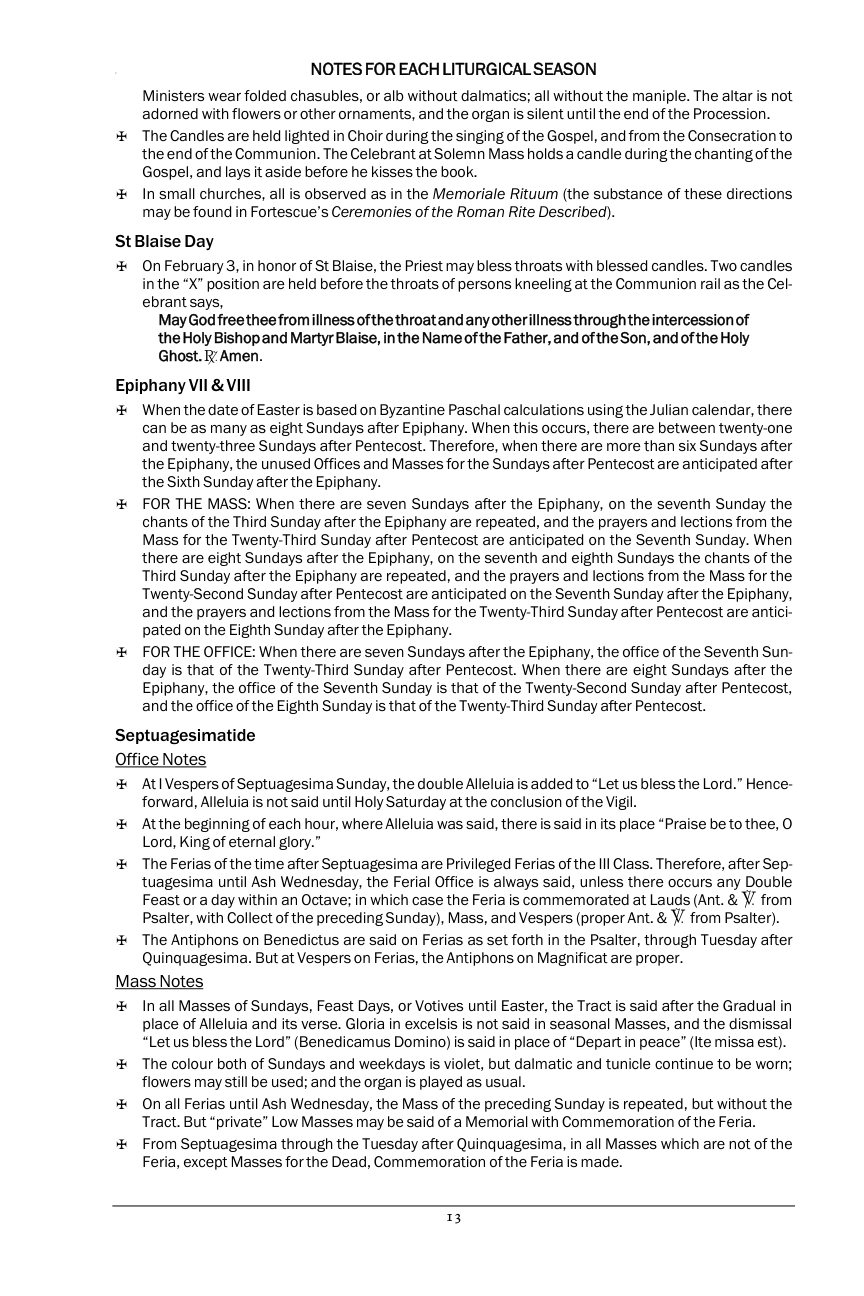 NOTES FOR EACH LITURGICAL SEASON
Ministers wear folded chasubles, or alb without dalmatics; all without the maniple. The altar is not
adorned with flowers or other ornaments, and the organ is silent until the end of the Procession.
✠ The Candles are held lighted in Choir during the singing of the Gospel, and from the Consecration to
the end of the Communion. The Celebrant at Solemn Mass holds a candle during the chanting of the
Gospel, and lays it aside before he kisses the book.
✠ In small churches, all is observed as in the Memoriale Rituum (the substance of these directions
may be found in Fortescue’s Ceremonies of the Roman Rite Described).
St Blaise Day
✠ On February 3, in honor of St Blaise, the Priest may bless throats with blessed candles. Two candles
in the “X” position are held before the throats of persons kneeling at the Communion rail as the Cel-
ebrant says,
May God free thee from illness of the throat and any other illness through the intercession of
the Holy Bishop and Martyr Blaise, in the Name of the Father, and of the Son, and of the Holy
Ghost. ℟. Amen.
Epiphany VII & VIII
✠ When the date of Easter is based on Byzantine Paschal calculations using the Julian calendar, there
can be as many as eight Sundays after Epiphany. When this occurs, there are between twenty-one
and twenty-three Sundays after Pentecost. Therefore, when there are more than six Sundays after
the Epiphany, the unused Offices and Masses for the Sundays after Pentecost are anticipated after
the Sixth Sunday after the Epiphany.
✠ FOR THE MASS: When there are seven Sundays after the Epiphany, on the seventh Sunday the
chants of the Third Sunday after the Epiphany are repeated, and the prayers and lections from the
Mass for the Twenty-Third Sunday after Pentecost are anticipated on the Seventh Sunday. When
there are eight Sundays after the Epiphany, on the seventh and eighth Sundays the chants of the
Third Sunday after the Epiphany are repeated, and the prayers and lections from the Mass for the
Twenty-Second Sunday after Pentecost are anticipated on the Seventh Sunday after the Epiphany,
and the prayers and lections from the Mass for the Twenty-Third Sunday after Pentecost are antici-
pated on the Eighth Sunday after the Epiphany.
✠ FOR THE OFFICE: When there are seven Sundays after the Epiphany, the office of the Seventh Sun-
day is that of the Twenty-Third Sunday after Pentecost. When there are eight Sundays after the
Epiphany, the office of the Seventh Sunday is that of the Twenty-Second Sunday after Pentecost,
and the office of the Eighth Sunday is that of the Twenty-Third Sunday after Pentecost.
Septuagesimatide
Office Notes
✠ At I Vespers of Septuagesima Sunday, the double Alleluia is added to “Let us bless the Lord.” Hence-
forward, Alleluia is not said until Holy Saturday at the conclusion of the Vigil.
✠ At the beginning of each hour, where Alleluia was said, there is said in its place “Praise be to thee, O
Lord, King of eternal glory.”
✠ The Ferias of the time after Septuagesima are Privileged Ferias of the III Class. Therefore, after Sep-
tuagesima until Ash Wednesday, the Ferial Office is always said, unless there occurs any Double
Feast or a day within an Octave; in which case the Feria is commemorated at Lauds (Ant. & ℣. from
Psalter, with Collect of the preceding Sunday), Mass, and Vespers (proper Ant. & ℣. from Psalter).
✠ The Antiphons on Benedictus are said on Ferias as set forth in the Psalter, through Tuesday after
Quinquagesima. But at Vespers on Ferias, the Antiphons on Magnificat are proper.
Mass Notes
✠ In all Masses of Sundays, Feast Days, or Votives until Easter, the Tract is said after the Gradual in
place of Alleluia and its verse. Gloria in excelsis is not said in seasonal Masses, and the dismissal
“Let us bless the Lord” (Benedicamus Domino) is said in place of “Depart in peace” (Ite missa est).
✠ The colour both of Sundays and weekdays is violet, but dalmatic and tunicle continue to be worn;
flowers may still be used; and the organ is played as usual.
✠ On all Ferias until Ash Wednesday, the Mass of the preceding Sunday is repeated, but without the
Tract. But “private” Low Masses may be said of a Memorial with Commemoration of the Feria.
✠ From Septuagesima through the Tuesday after Quinquagesima, in all Masses which are not of the
Feria, except Masses for the Dead, Commemoration of the Feria is made.
13